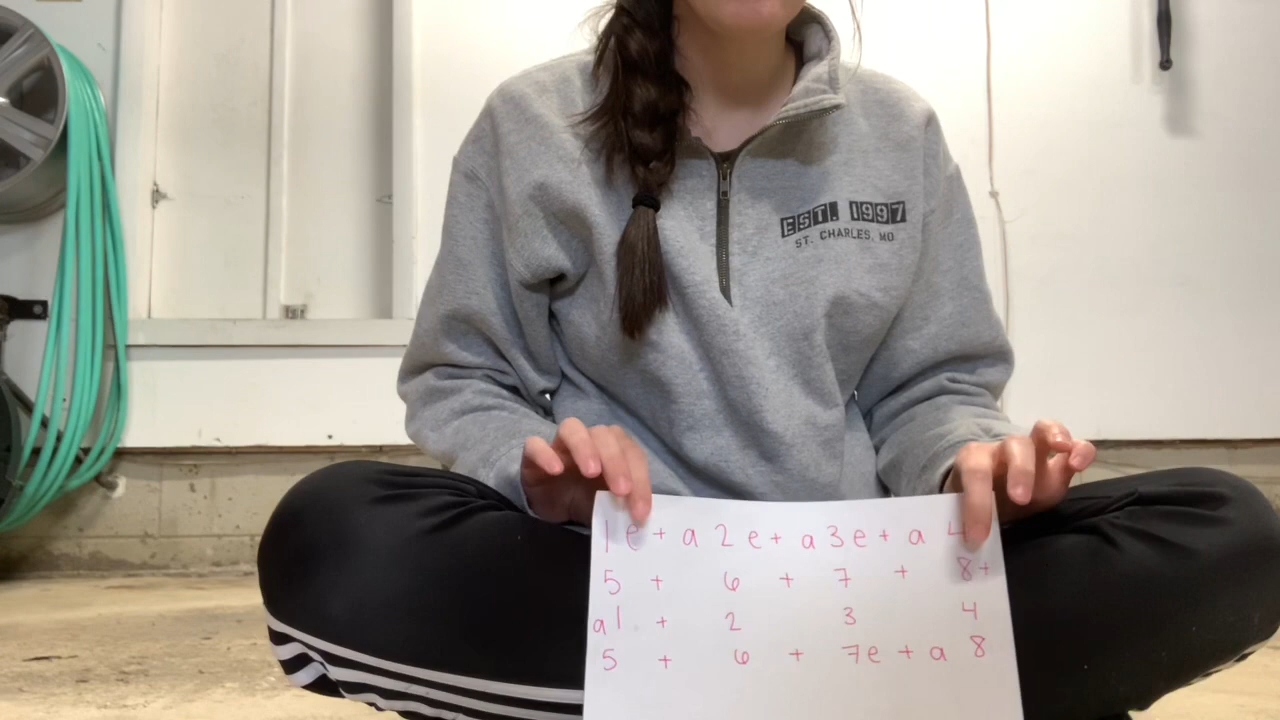 EST. 1997
ST. CHARLES, MO
1 e + a 2 e + a 3 e + a 4
5 + 6 + 7 + 8 +
a 1 + 2 3 4
5 + 6 + 7 e + a 8